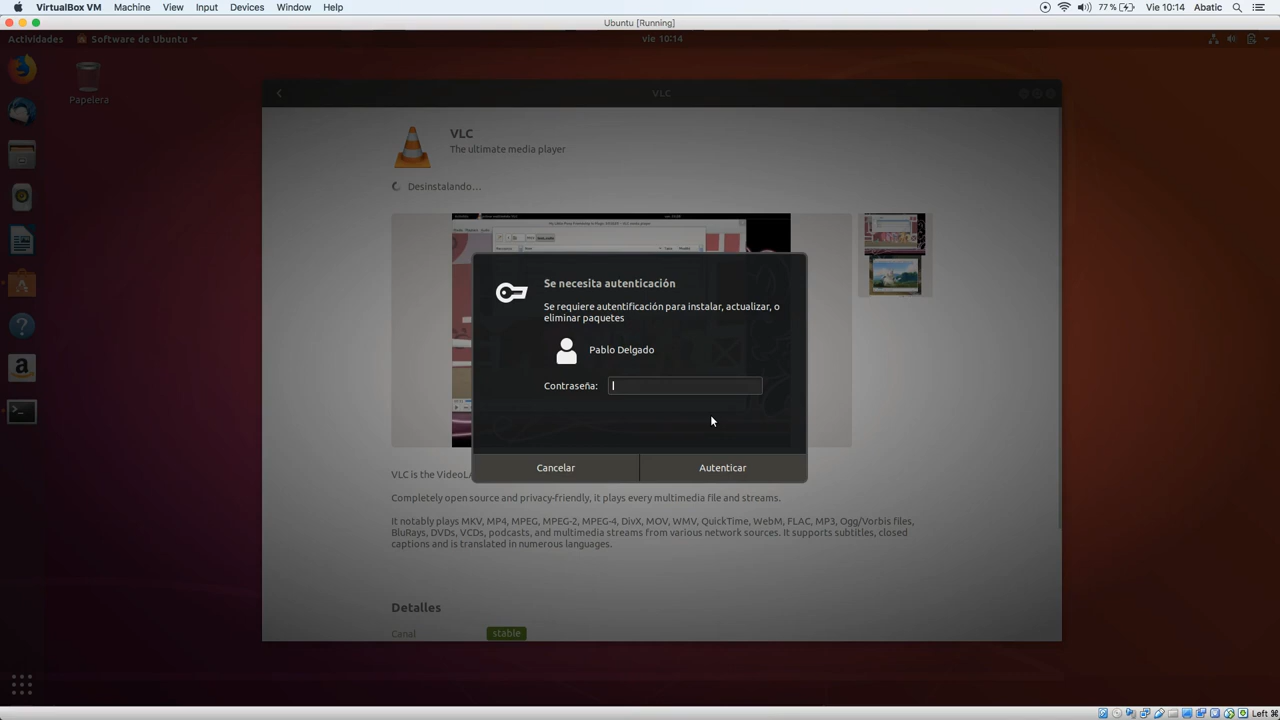 VirtualBox VM Machine View Input Devices Window Help 77 % Vie 10:14 Abatic
Ubuntu [Running]
Actividades Software de Ubuntu vie 10:14
Papelera
VLC
VLC
The ultimate media player
Desinstalando…
Se necesita autenticación
Se requiere autentificación para instalar, actualizar, o
eliminar paquetes
Pablo Delgado
Contraseña:
Cancelar Autenticar
VLC is the VideoLA
Completely open source and privacy-friendly, it plays every multimedia file and streams.
It notably plays MKV, MP4, MPEG, MPEG-2, MPEG-4, DivX, MOV, WMV, QuickTime, WebM, FLAC, MP3, Ogg/Vorbis files,
BluRays, DVDs, VCDs, podcasts, and multimedia streams from various network sources. It supports subtitles, closed
captions and is translated in numerous languages.
Detalles
Canal stable
Left ⌘